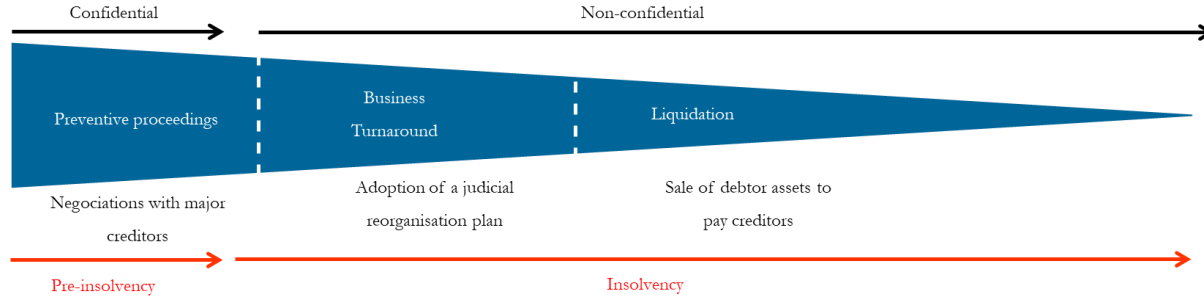 Confidential
Non-confidential
Preventive proceedings
Business
Turnaround
Liquidation
Negociations with major
creditors
Adoption of a judicial
reorganisation plan
Sale of debtor assets to
pay creditors
Pre-insolvency
Insolvency